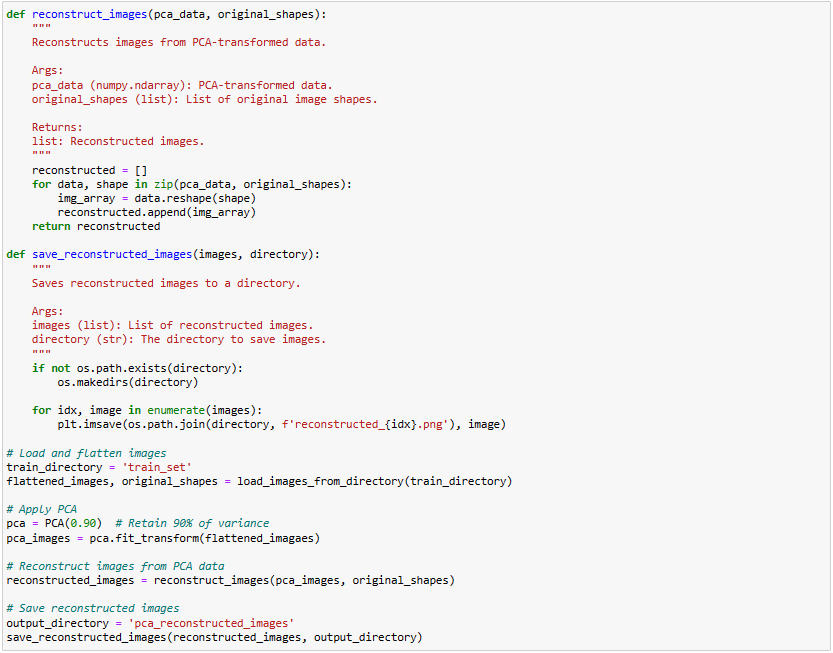 def reconstruct_images(pca_data, original_shapes):
    """
    Reconstructs images from PCA-transformed data.

    Args:
    pca_data (numpy.ndarray): PCA-transformed data.
    original_shapes (list): List of original image shapes.

    Returns:
    list: Reconstructed images.
    """
    reconstructed = []
    for data, shape in zip(pca_data, original_shapes):
        img_array = data.reshape(shape)
        reconstructed.append(img_array)
    return reconstructed

def save_reconstructed_images(images, directory):
    """
    Saves reconstructed images to a directory.

    Args:
    images (list): List of reconstructed images.
    directory (str): The directory to save images.
    """
    if not os.path.exists(directory):
        os.makedirs(directory)

    for idx, image in enumerate(images):
        plt.imsave(os.path.join(directory, f'reconstructed_{idx}.png'), image)

# Load and flatten images
train_directory = 'train_set'
flattened_images, original_shapes = load_images_from_directory(train_directory)

# Apply PCA
pca = PCA(0.90)  # Retain 90% of variance
pca_images = pca.fit_transform(flattened_imagaes)

# Reconstruct images from PCA data
reconstructed_images = reconstruct_images(pca_images, original_shapes)

# Save reconstructed images
output_directory = 'pca_reconstructed_images'
save_reconstructed_images(reconstructed_images, output_directory)